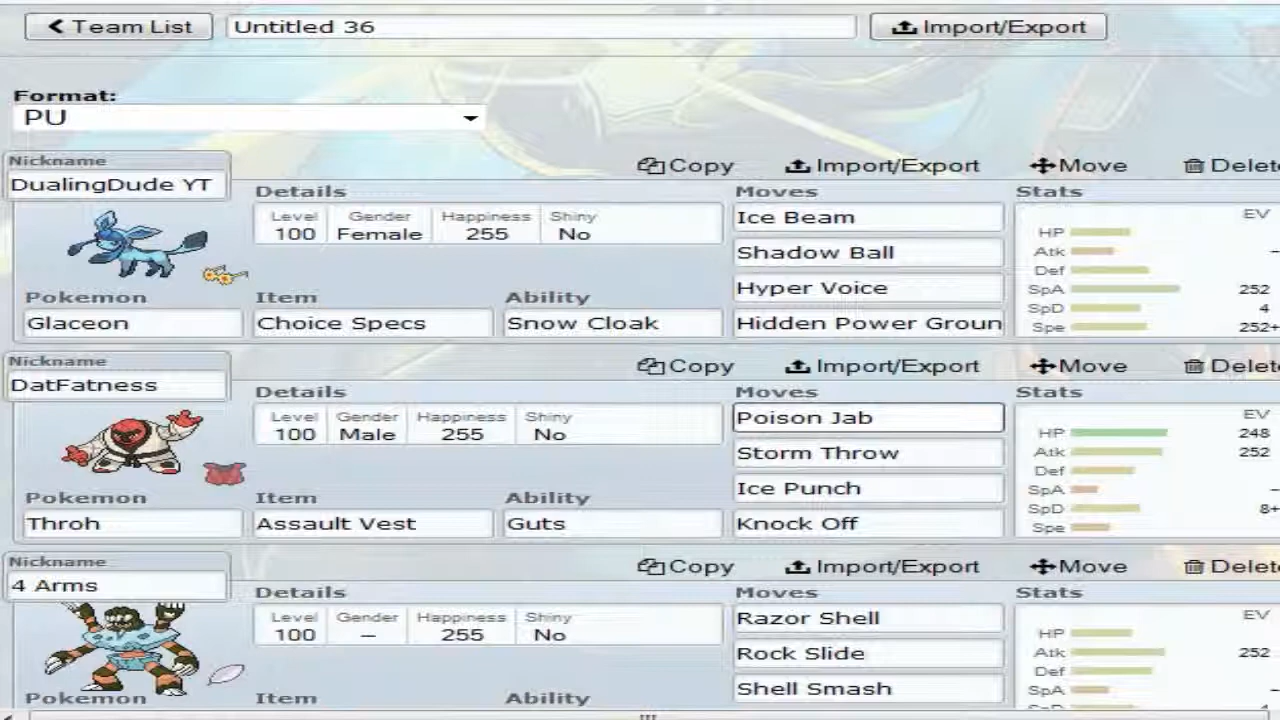 Team List Untitled 36 Import/Export
Format:
PU
Nickname Copy Import/Export Move Delet
DualingDude YT Details Moves Stats
Level Gender Happiness Shiny Ice Beam EV
100 Female 255 No HP
Shadow Ball Atk –
Def
Hyper Voice SpA 252
Pokemon Item Ability SpD 4
Glaceon Choice Specs Snow Cloak Hidden Power Groun Spe 252+
Nickname Copy Import/Export Move Delet
DatFatness Details Moves Stats
Level Gender Happiness Shiny Poison Jab EV
100 Male 255 No HP 248
Storm Throw Atk 252
Def
Ice Punch SpA –
Pokemon Item Ability SpD 8+
Throh Assault Vest Guts Knock Off Spe
Nickname Copy Import/Export Move Delet
4 Arms Details Moves Stats
Level Gender Happiness Shiny Razor Shell EV
100 – 255 No HP
Rock Slide Atk 252
Def
Shell Smash SpA
Pokemon Item Ability